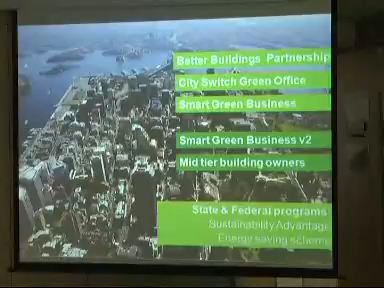 Better Buildings Partnership
City Switch Green Office
Smart Green Business
Smart Green Business v2
Mid tier building owners
State & Federal programs
Sustainability Advantag
Energy saving scheme